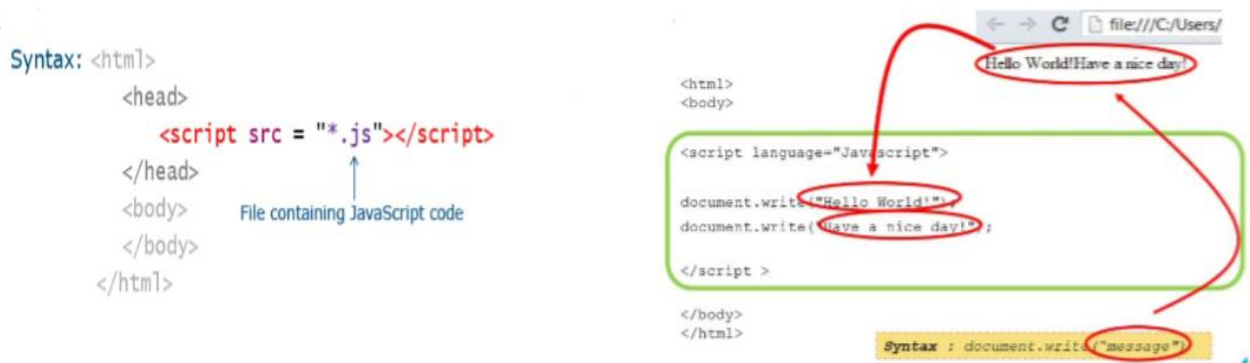 Syntax: <html>
<head>
<script src = "*.js"></script>
</head>
File containing JavaScript code
<body>
</body>
</html>
file:///C:/Users/
Hello World!Have a nice day!
<html>
<body>
<script language="Javascript">
document.write("Hello World!");
document.write("Have a nice day!");
</script >
</body>
</html>
Syntax : document.write("message")